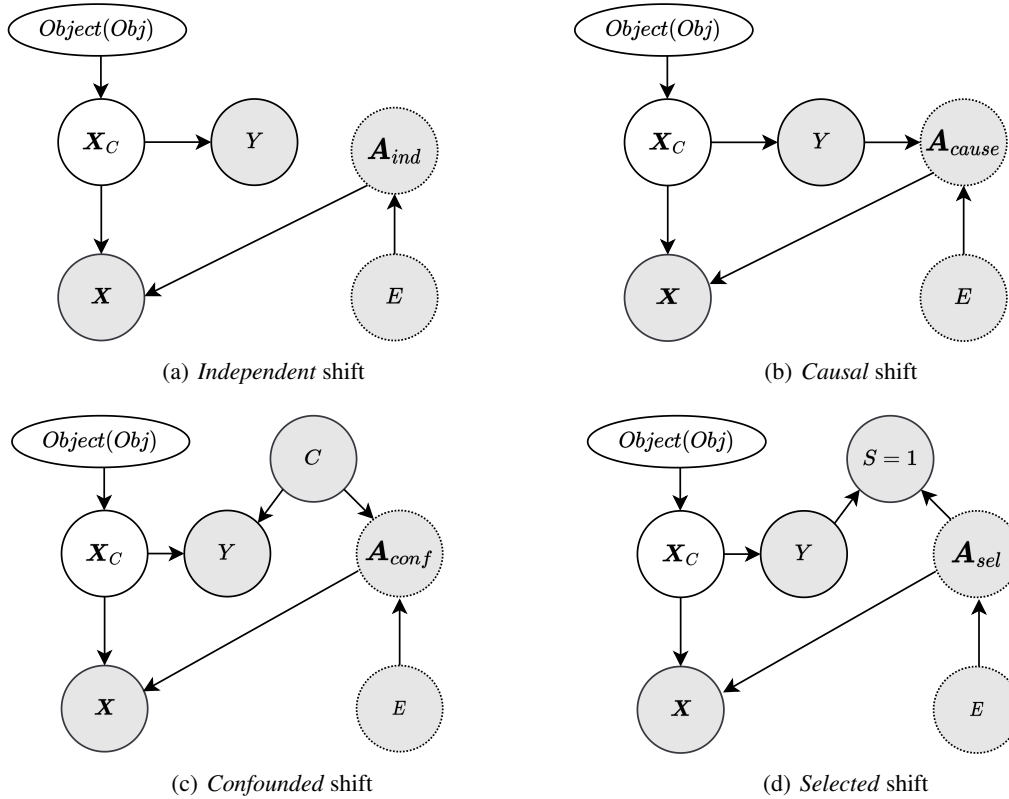 Object(Obj)
X_C
Y
A_ind
X
E
(a) Independent shift
Object(Obj)
X_C
Y
A_cause
X
E
(b) Causal shift
Object(Obj)
C
X_C
Y
A_conf
X
E
(c) Confounded shift
Object(Obj)
S = 1
X_C
Y
A_sel
X
E
(d) Selected shift